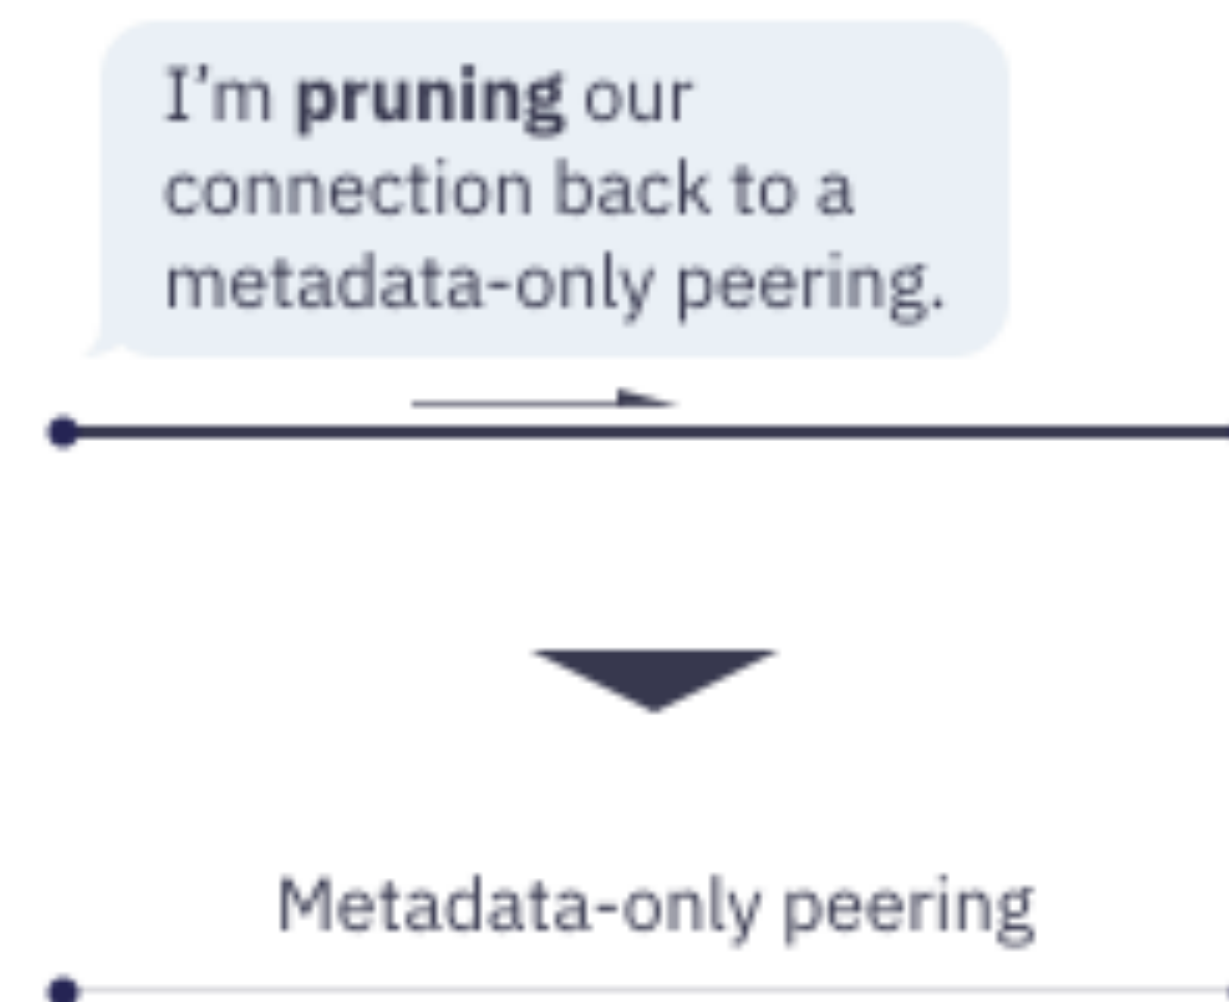 I’m pruning our
connection back to a
metadata-only peering.
Metadata-only peering